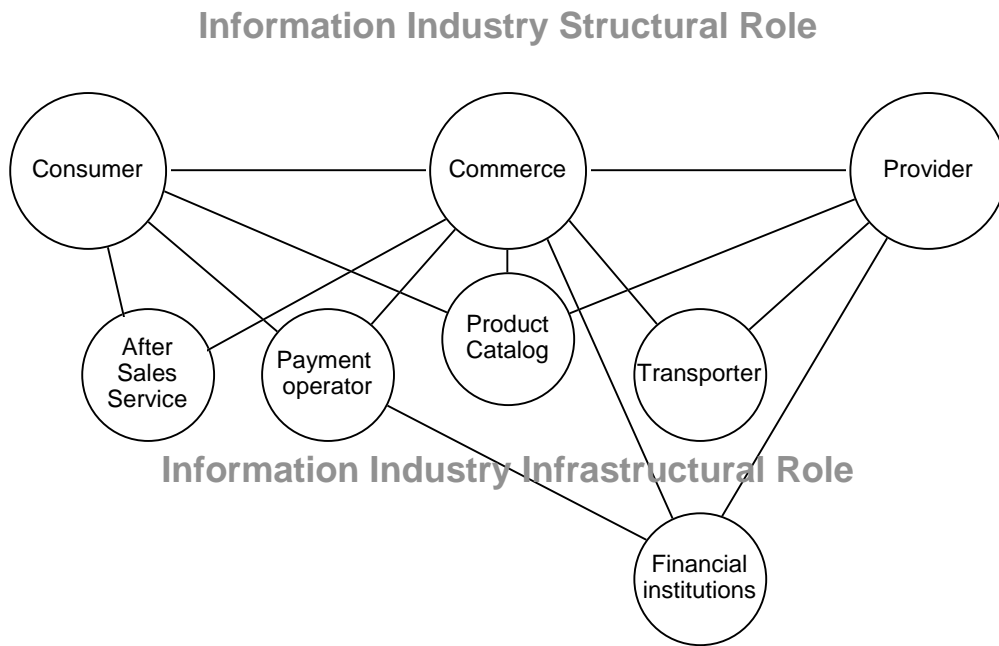 Information Industry Structural Role
Consumer
Commerce
Provider
After
Sales
Service
Payment
operator
Product
Catalog
Transporter
Information Industry Infrastructural Role
Financial
institutions